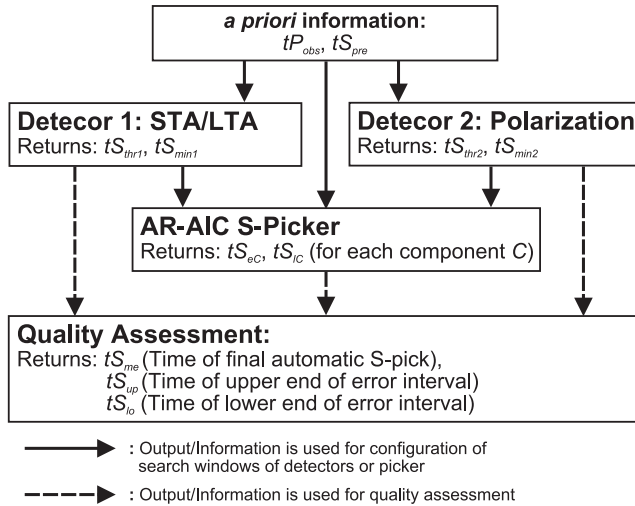 a priori information:
tPobs, tSpre
Detecor 1: STA/LTA
Returns: tSthr1, tSmin1
Detecor 2: Polarization
Returns: tSthr2, tSmin2
AR-AIC S-Picker
Returns: tSeC, tSlC (for each component C)
Quality Assessment:
Returns: tSme (Time of final automatic S-pick),
tSup (Time of upper end of error interval)
tSlo (Time of lower end of error interval)
: Output/Information is used for configuration of
search windows of detectors or picker
: Output/Information is used for quality assessment